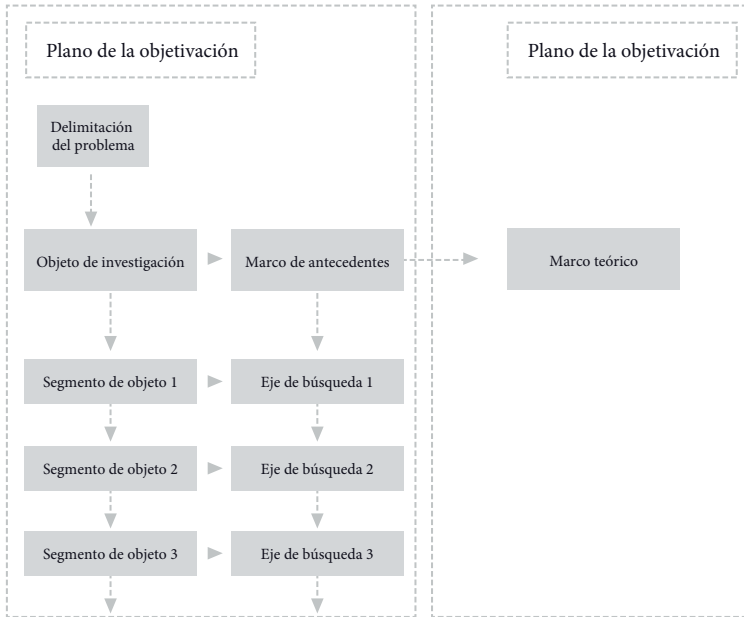 Plano de la objetivación
Plano de la objetivación
Delimitación
del problema
Objeto de investigación
Marco de antecedentes
Marco teórico
Segmento de objeto 1
Eje de búsqueda 1
Segmento de objeto 2
Eje de búsqueda 2
Segmento de objeto 3
Eje de búsqueda 3